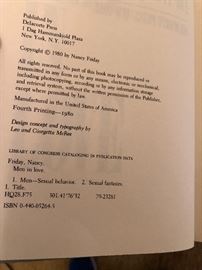 Published by
Delacorte Press
1 Dag Hammarskjold Plaza
New York, N.Y. 10017
Copyright © 1980 by Nancy Friday
All rights reserved. No part of this book may be reproduced or
transmitted in any form or by any means, electronic or mechanical,
including photocopying, recording or by any information storage
and retrieval system, without the written permission of the Publisher,
except where permitted by law.
Manufactured in the United States of America
Fourth Printing—1980
Design concept and typography by
Leo and Georgetta McRee
LIBRARY OF CONGRESS CATALOGING IN PUBLICATION DATA
Friday, Nancy.
Men in love.
1. Men—Sexual behavior. 2. Sexual fantasies.
I. Title.
HQ28.F75 301.41'76'32 79-23261
ISBN 0-440-05264-5